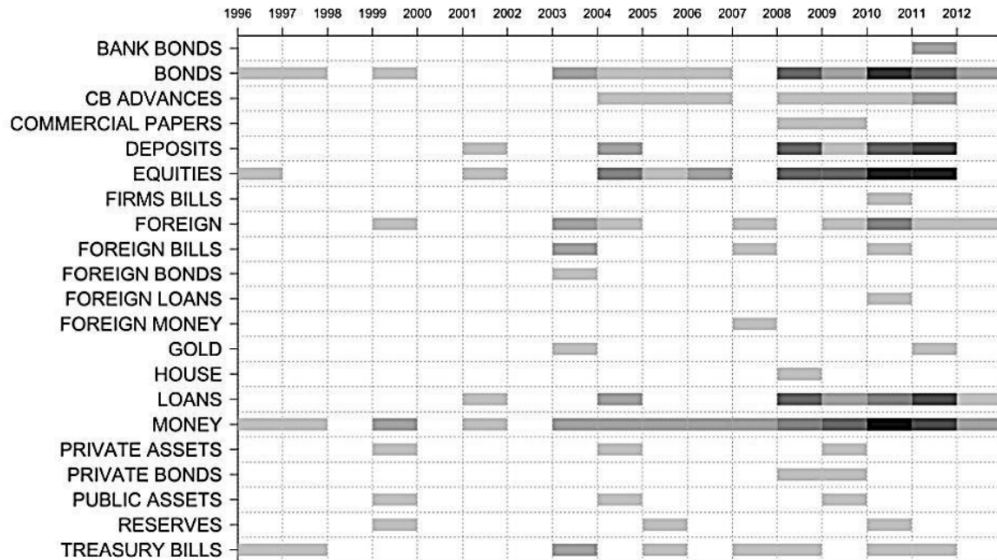 1996 1997 1998 1999 2000 2001 2002 2003 2004 2005 2006 2007 2008 2009 2010 2011 2012
BANK BONDS
BONDS
CB ADVANCES
COMMERCIAL PAPERS
DEPOSITS
EQUITIES
FIRMS BILLS
FOREIGN
FOREIGN BILLS
FOREIGN BONDS
FOREIGN LOANS
FOREIGN MONEY
GOLD
HOUSE
LOANS
MONEY
PRIVATE ASSETS
PRIVATE BONDS
PUBLIC ASSETS
RESERVES
TREASURY BILLS